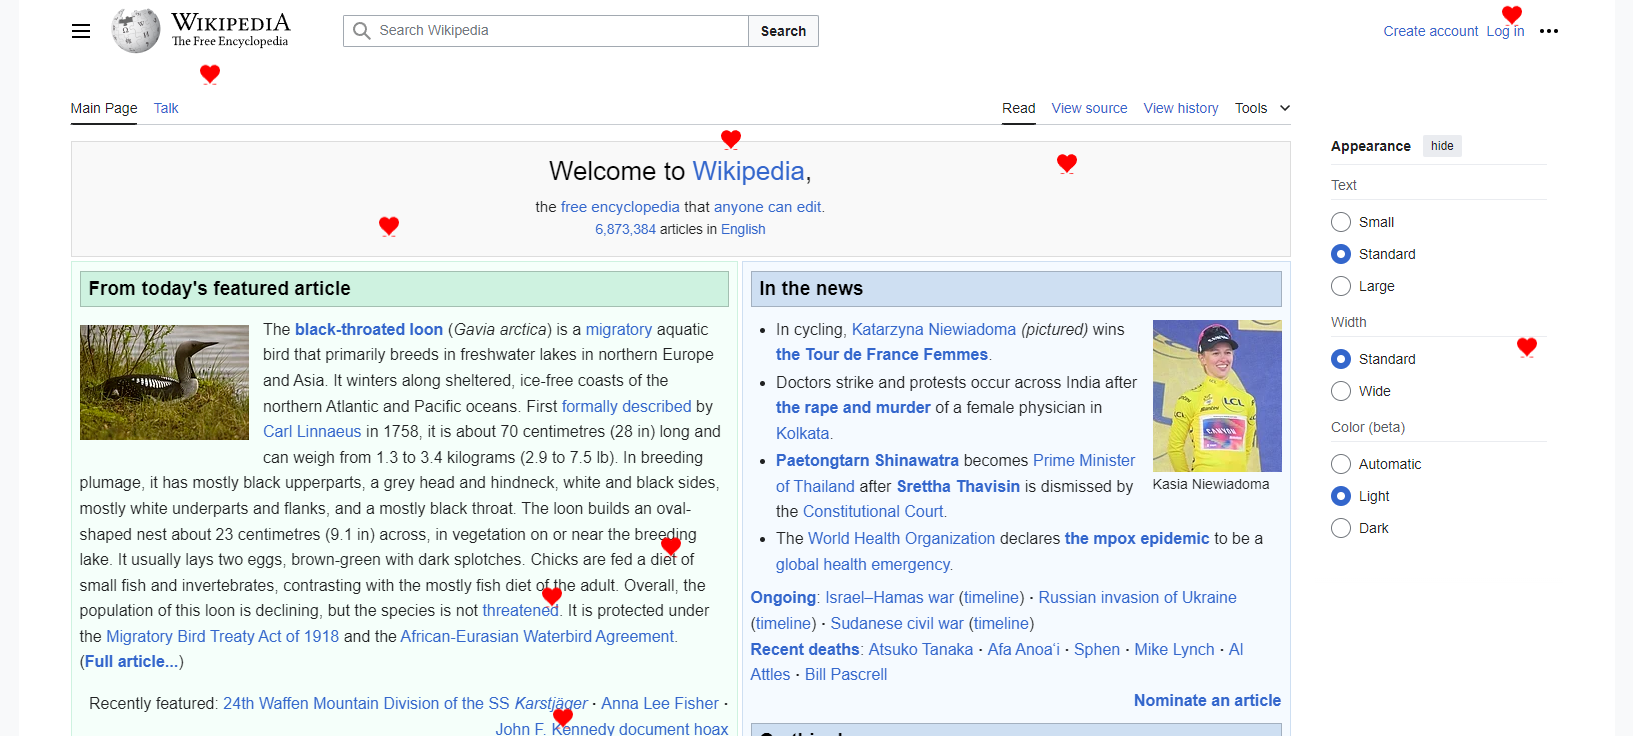 WIKIPEDIA
The Free Encyclopedia
Search Wikipedia
Search
Create account Log in
Main Page Talk
Read View source View history Tools
Welcome to Wikipedia,
the free encyclopedia that anyone can edit.
6,873,384 articles in English
From today's featured article
The black-throated loon (Gavia arctica) is a migratory aquatic
bird that primarily breeds in freshwater lakes in northern Europe
and Asia. It winters along sheltered, ice-free coasts of the
northern Atlantic and Pacific oceans. First formally described by
Carl Linnaeus in 1758, it is about 70 centimetres (28 in) long and
can weigh from 1.3 to 3.4 kilograms (2.9 to 7.5 lb). In breeding
plumage, it has mostly black upperparts, a grey head and hindneck, white and black sides,
mostly white underparts and flanks, and a mostly black throat. The loon builds an oval-
shaped nest about 23 centimetres (9.1 in) across, in vegetation on or near the breeding
lake. It usually lays two eggs, brown-green with dark splotches. Chicks are fed a diet of
small fish and invertebrates, contrasting with the mostly fish diet of the adult. Overall, the
population of this loon is declining, but the species is not threatened. It is protected under
the Migratory Bird Treaty Act of 1918 and the African-Eurasian Waterbird Agreement.
(Full article...)
Recently featured: 24th Waffen Mountain Division of the SS Karstjäger · Anna Lee Fisher ·
John F. Kennedy document hoax
In the news
In cycling, Katarzyna Niewiadoma (pictured) wins
the Tour de France Femmes.
LCL
CANYON
Kasia Niewiadoma
Doctors strike and protests occur across India after
the rape and murder of a female physician in
Kolkata.
Paetongtarn Shinawatra becomes Prime Minister
of Thailand after Srettha Thavisin is dismissed by
the Constitutional Court.
The World Health Organization declares the mpox epidemic to be a
global health emergency.
Ongoing: Israel–Hamas war (timeline) · Russian invasion of Ukraine
(timeline) · Sudanese civil war (timeline)
Recent deaths: Atsuko Tanaka · Afa Anoaʻi · Sphen · Mike Lynch · Al
Attles · Bill Pascrell
Nominate an article
Appearance hide
Text
Small
Standard
Large
Width
Standard
Wide
Color (beta)
Automatic
Light
Dark